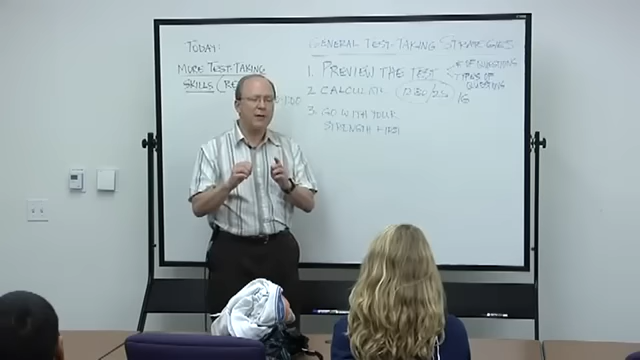 TODAY:
MORE TEST-TAKING
SKILLS (RE
GENERAL TEST-TAKING STRATEGIES
1. PREVIEW THE TEST
# OF QUESTIONS
TYPES OF
QUESTIONS
2. CALCULATE
3. GO WITH YOUR
STRENGTH FIRST